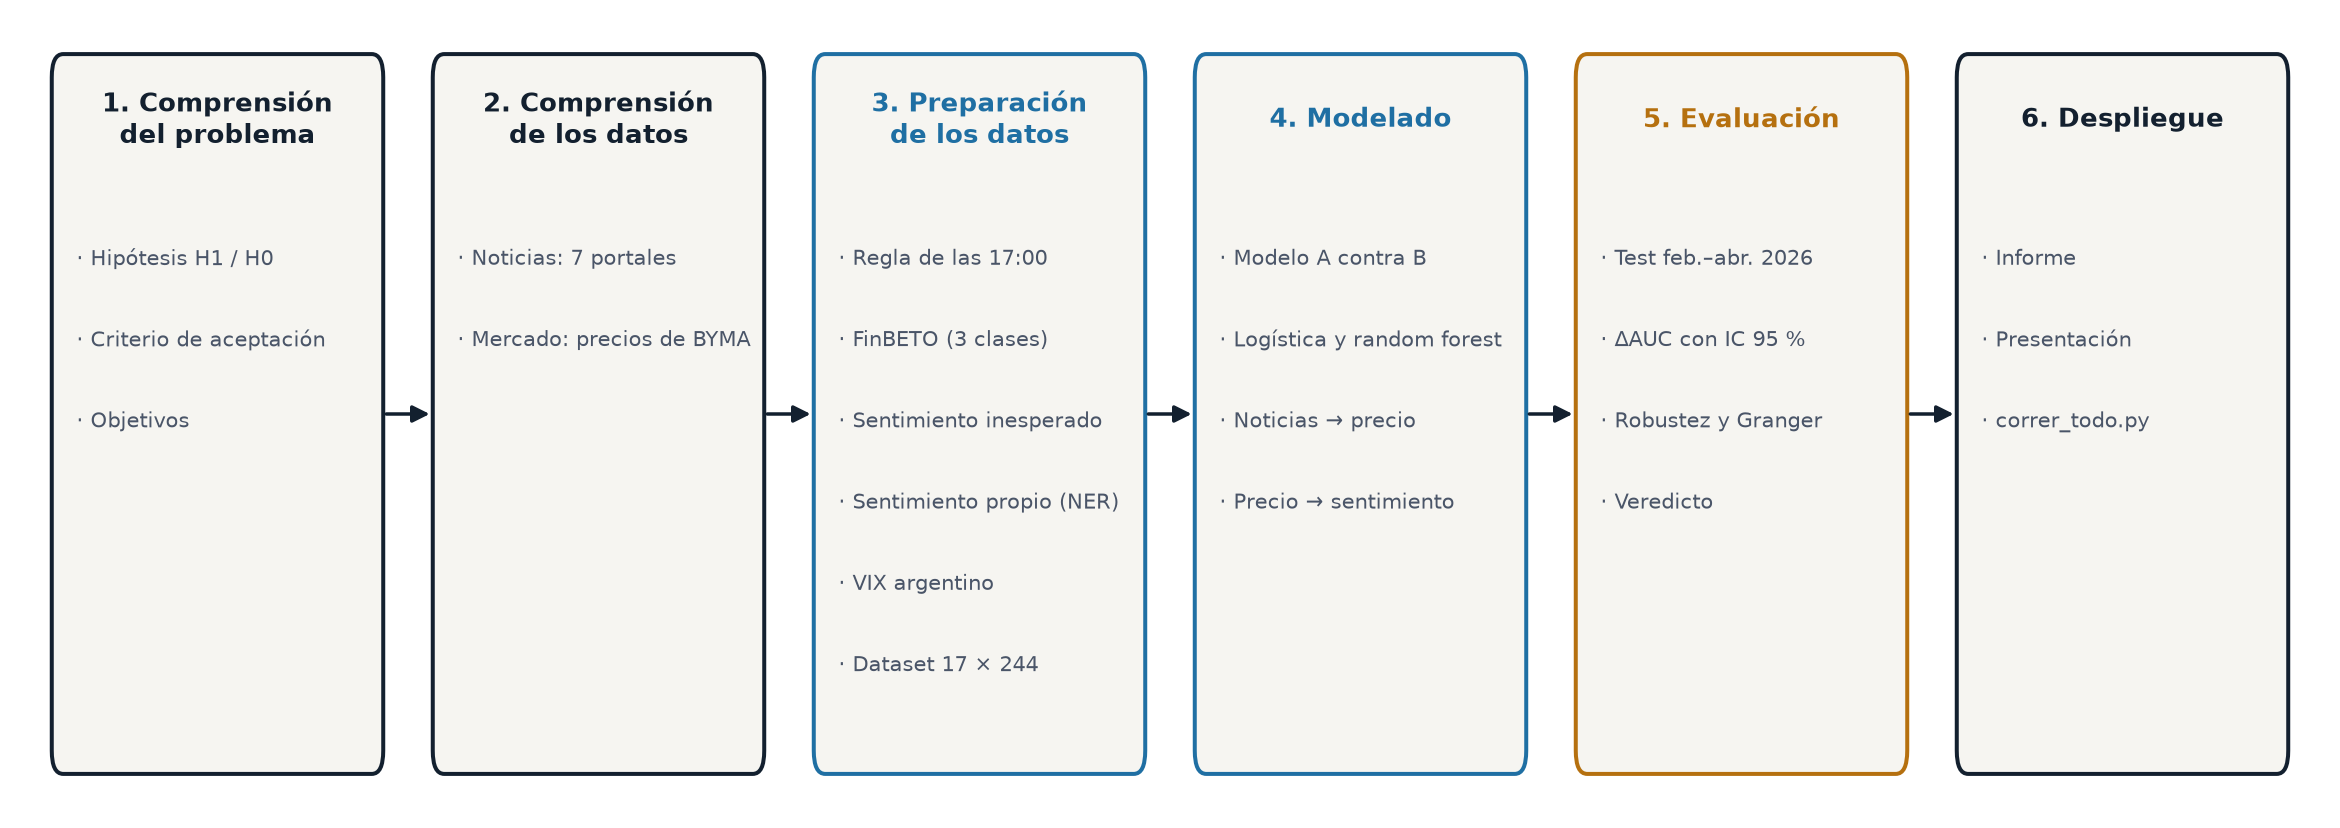 1. Comprensión
del problema
· Hipótesis H1 / H0
· Criterio de aceptación
· Objetivos
2. Comprensión
de los datos
· Noticias: 7 portales
· Mercado: precios de BYMA
3. Preparación
de los datos
· Regla de las 17:00
· FinBETO (3 clases)
· Sentimiento inesperado
· Sentimiento propio (NER)
· VIX argentino
· Dataset 17 × 244
4. Modelado
· Modelo A contra B
· Logística y random forest
· Noticias → precio
· Precio → sentimiento
5. Evaluación
· Test feb.–abr. 2026
· ΔAUC con IC 95 %
· Robustez y Granger
· Veredicto
6. Despliegue
· Informe
· Presentación
· correr_todo.py